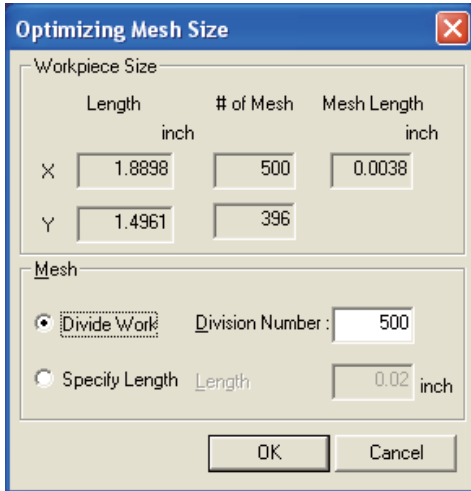 Optimizing Mesh Size
Workpiece Size
Length # of Mesh Mesh Length
inch inch
X 1.8898 500 0.0038
Y 1.4961 396
Mesh
Divide Work Division Number : 500
Specify Length Length 0.02 inch
OK Cancel